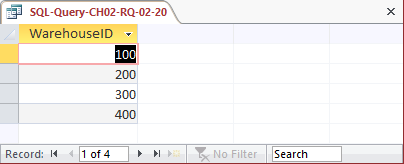 SQL-Query-CH02-RQ-02-20
WarehouseID
100
200
300
400
Record: 1 of 4 No Filter Search